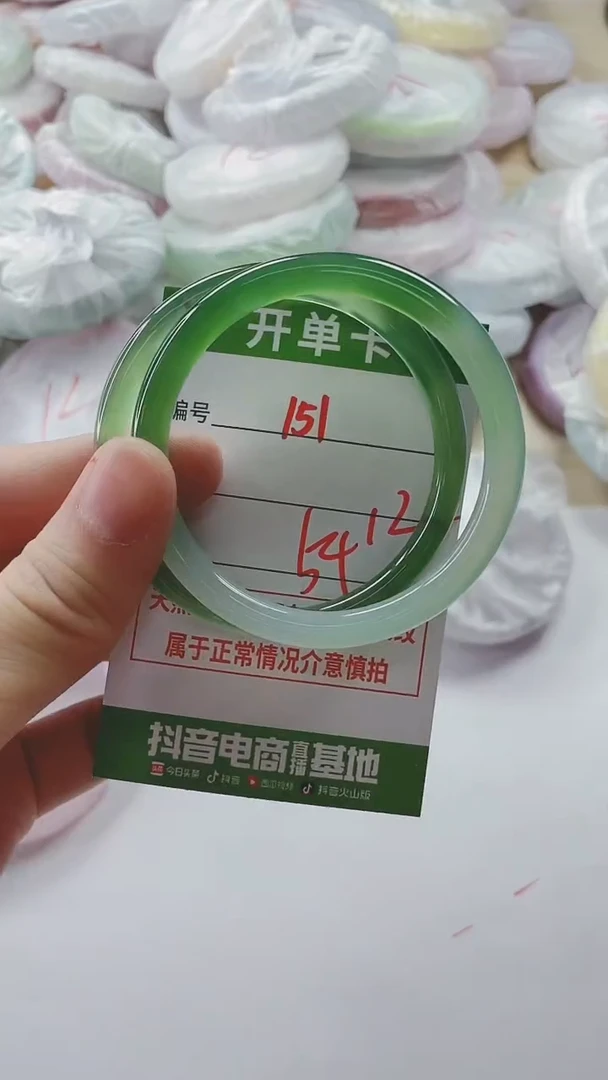 开单卡
编号 151
54 12
属于正常情况介意慎拍
抖音电商直播基地
今日头条 抖音 西瓜视频 抖音火山版
12